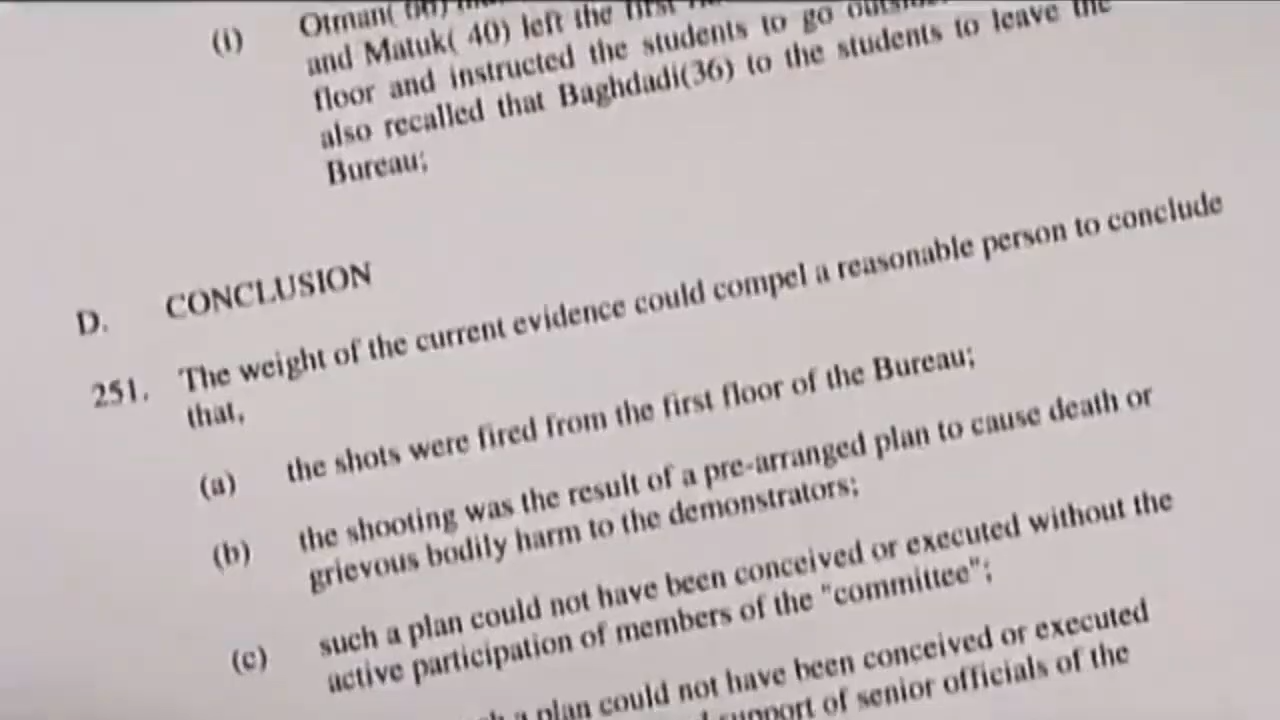 (i)
and Matuk( 40) left the first
floor and instructed the students to go
also recalled that Baghdadi(36) to the students to leave the
Bureau;
D. CONCLUSION
251. The weight of the current evidence could compel a reasonable person to conclude
that,
(a) the shots were fired from the first floor of the Bureau;
(b) the shooting was the result of a pre-arranged plan to cause death or
grievous bodily harm to the demonstrators;
(c) such a plan could not have been conceived or executed without the
active participation of members of the "committee";
a plan could not have been conceived or executed
support of senior officials of the